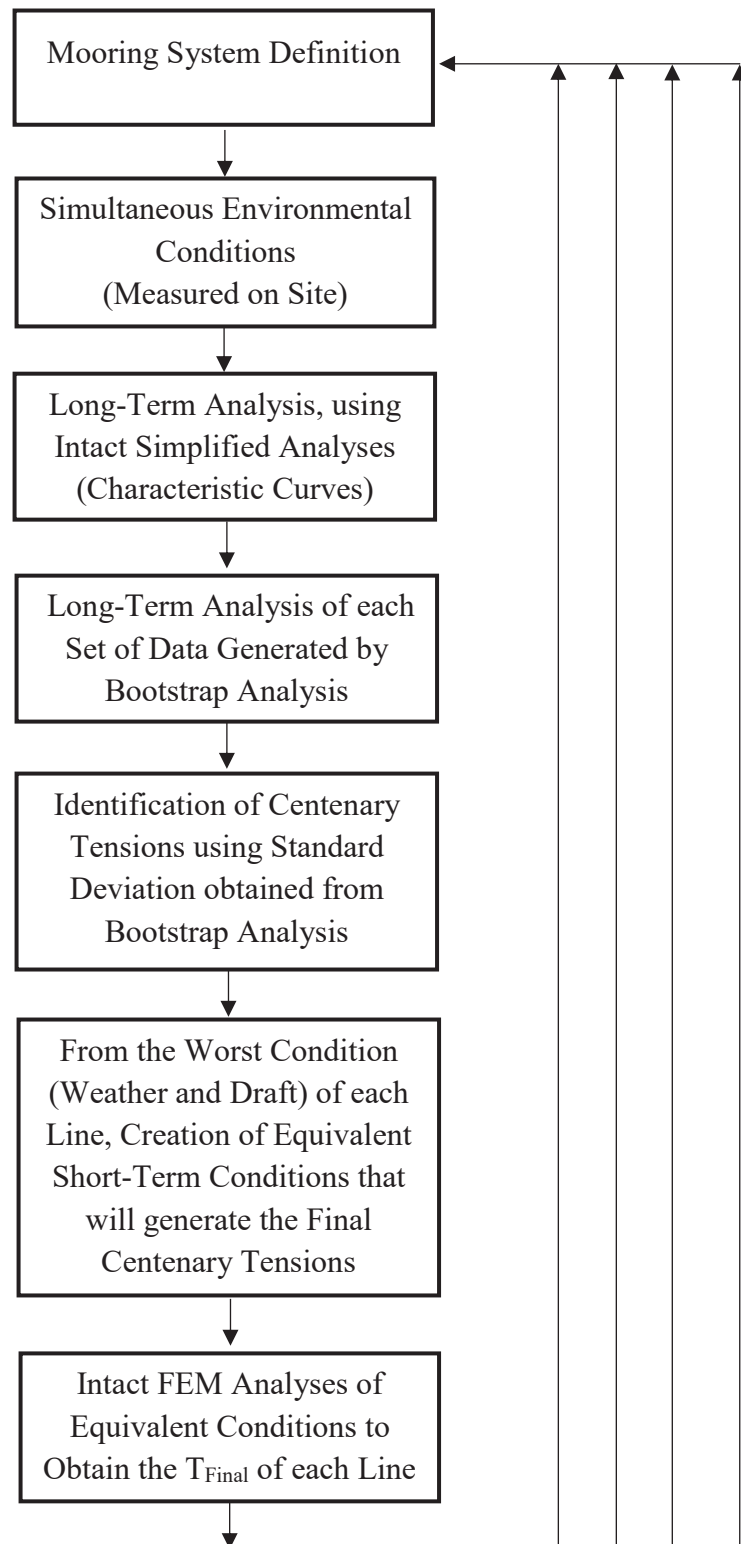 Mooring System Definition
Simultaneous Environmental
Conditions
(Measured on Site)
Long-Term Analysis, using
Intact Simplified Analyses
(Characteristic Curves)
Long-Term Analysis of each
Set of Data Generated by
Bootstrap Analysis
Identification of Centenary
Tensions using Standard
Deviation obtained from
Bootstrap Analysis
From the Worst Condition
(Weather and Draft) of each
Line, Creation of Equivalent
Short-Term Conditions that
will generate the Final
Centenary Tensions
Intact FEM Analyses of
Equivalent Conditions to
Obtain the TFinal of each Line